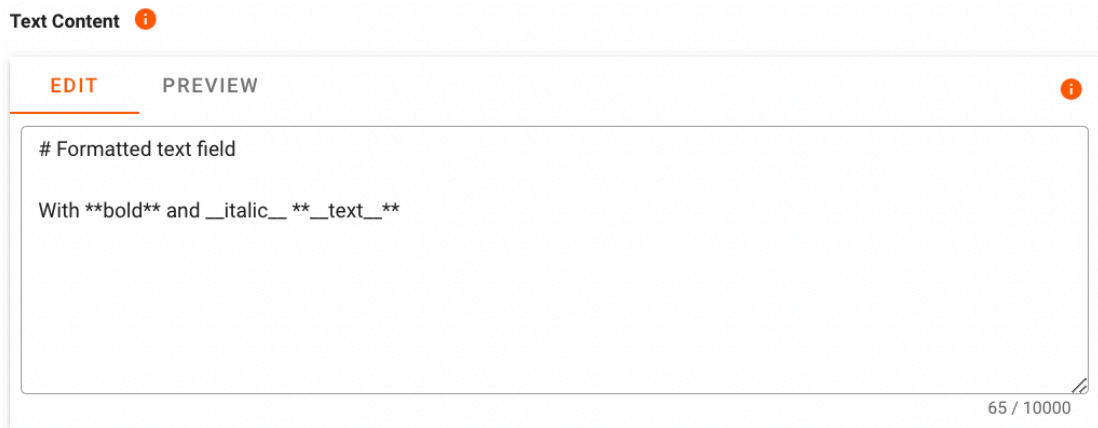 Text Content
EDIT PREVIEW
# Formatted text field
With **bold** and __italic__ **__text__**
65 / 10000